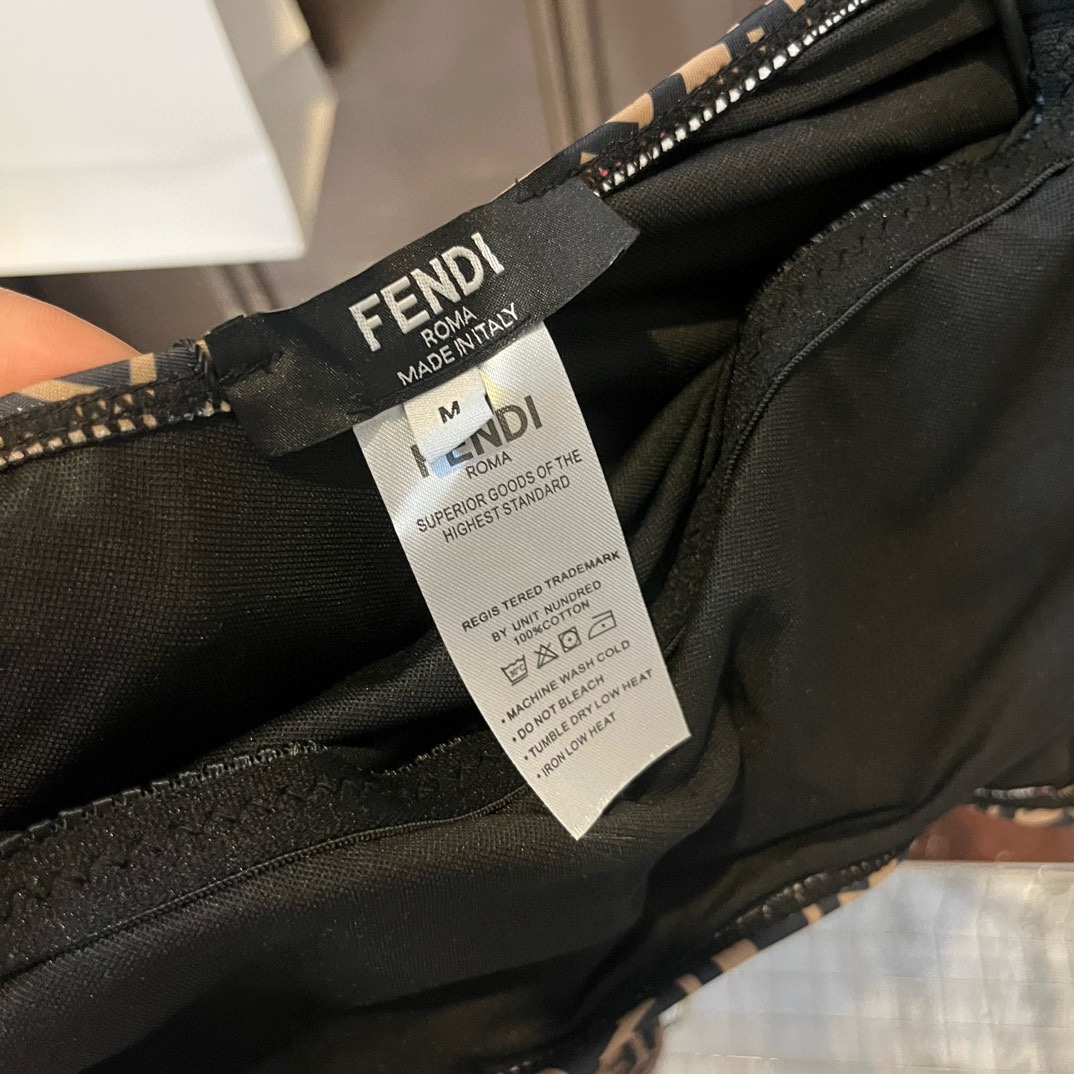 FENDI
ROMA
MADE IN ITALY
M
FENDI
ROMA
SUPERIOR GOODS OF THE
HIGHEST STANDARD
REGIS TERED TRADEMARK
BY UNIT NUNDRED
100%COTTON
30°C
• MACHINE WASH COLD
• DO NOT BLEACH
• TUMBLE DRY LOW HEAT
• IRON LOW HEAT